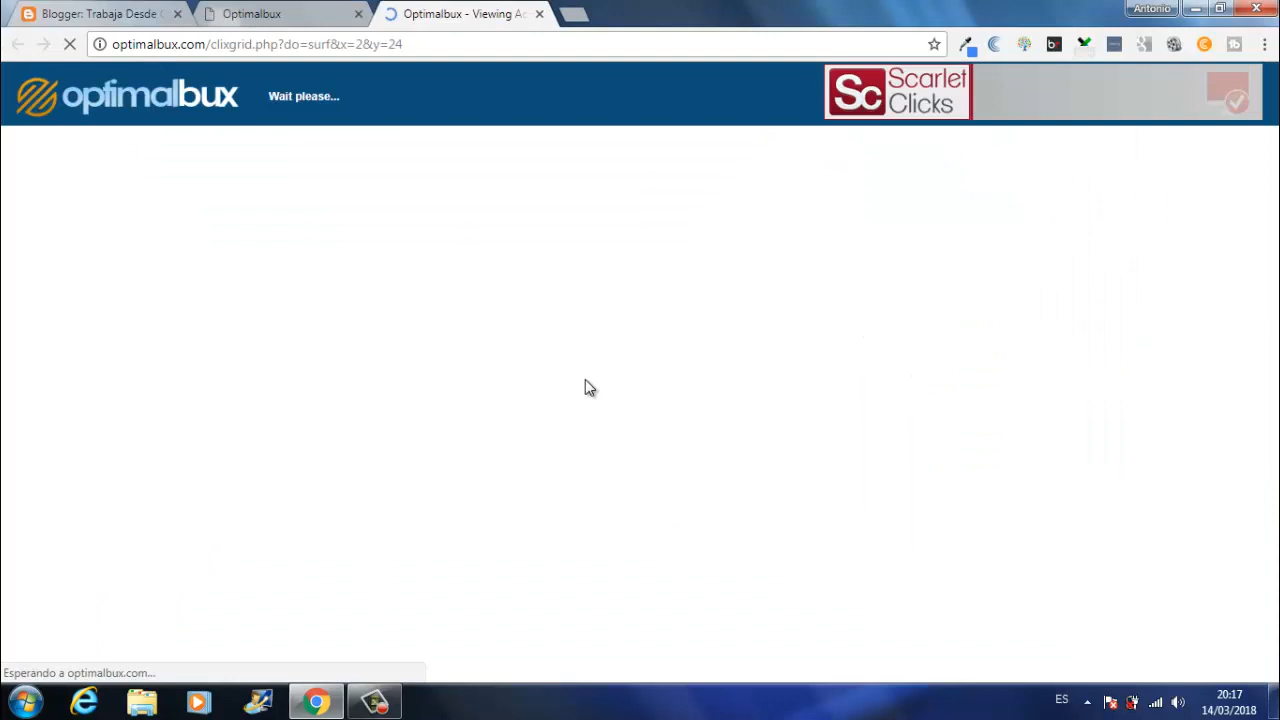 Blogger: Trabaja Desde
Optimalbux
Optimalbux - Viewing Ac
Antonio
optimalbux.com/clixgrid.php?do=surf&x=2&y=24
optimalbux
Wait please...
Sc Scarlet
Clicks
Esperando a optimalbux.com...
ES
20:17
14/03/2018